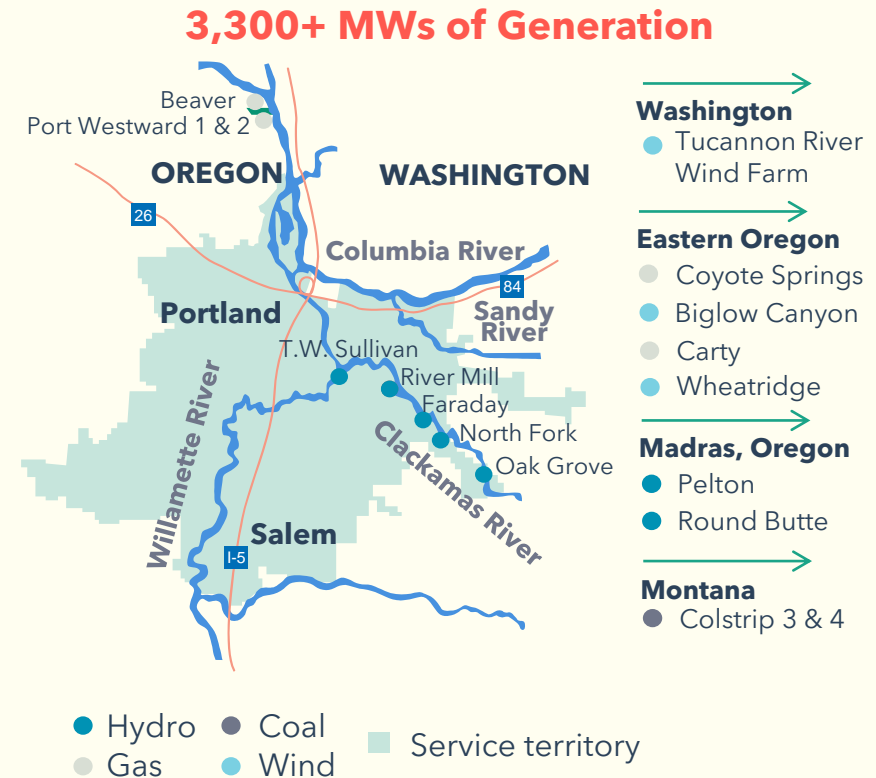 3,300+ MWs of Generation
Beaver
Port Westward 1 & 2
OREGON
WASHINGTON
26
Columbia River
84
Portland
Sandy
River
T.W. Sullivan
River Mill
Faraday
North Fork
Oak Grove
Willamette River
Clackamas River
Salem
I-5
Washington
Tucannon River
Wind Farm
Eastern Oregon
Coyote Springs
Biglow Canyon
Carty
Wheatridge
Madras, Oregon
Pelton
Round Butte
Montana
Colstrip 3 & 4
Hydro
Coal
Service territory
Gas
Wind